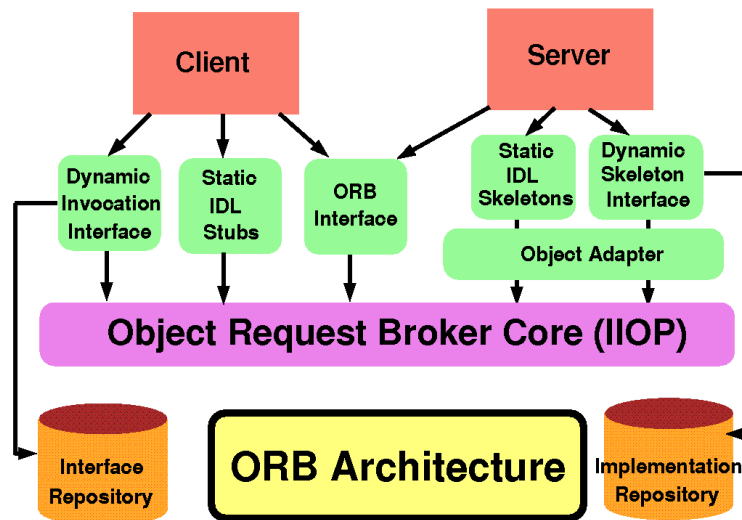 Client
Server
Dynamic
Invocation
Interface
Static
IDL
Stubs
ORB
Interface
Static
IDL
Skeletons
Dynamic
Skeleton
Interface
Object Adapter
Object Request Broker Core (IIOP)
Interface
Repository
ORB Architecture
Implementation
Repository